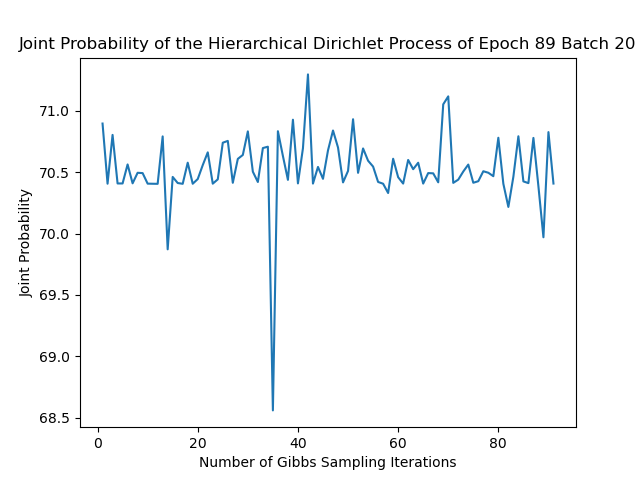 Joint Probability of the Hierarchical Dirichlet Process of Epoch 89 Batch 20
71.0
70.5
70.0
69.5
69.0
68.5
Joint Probability
0 20 40 60 80
Number of Gibbs Sampling Iterations